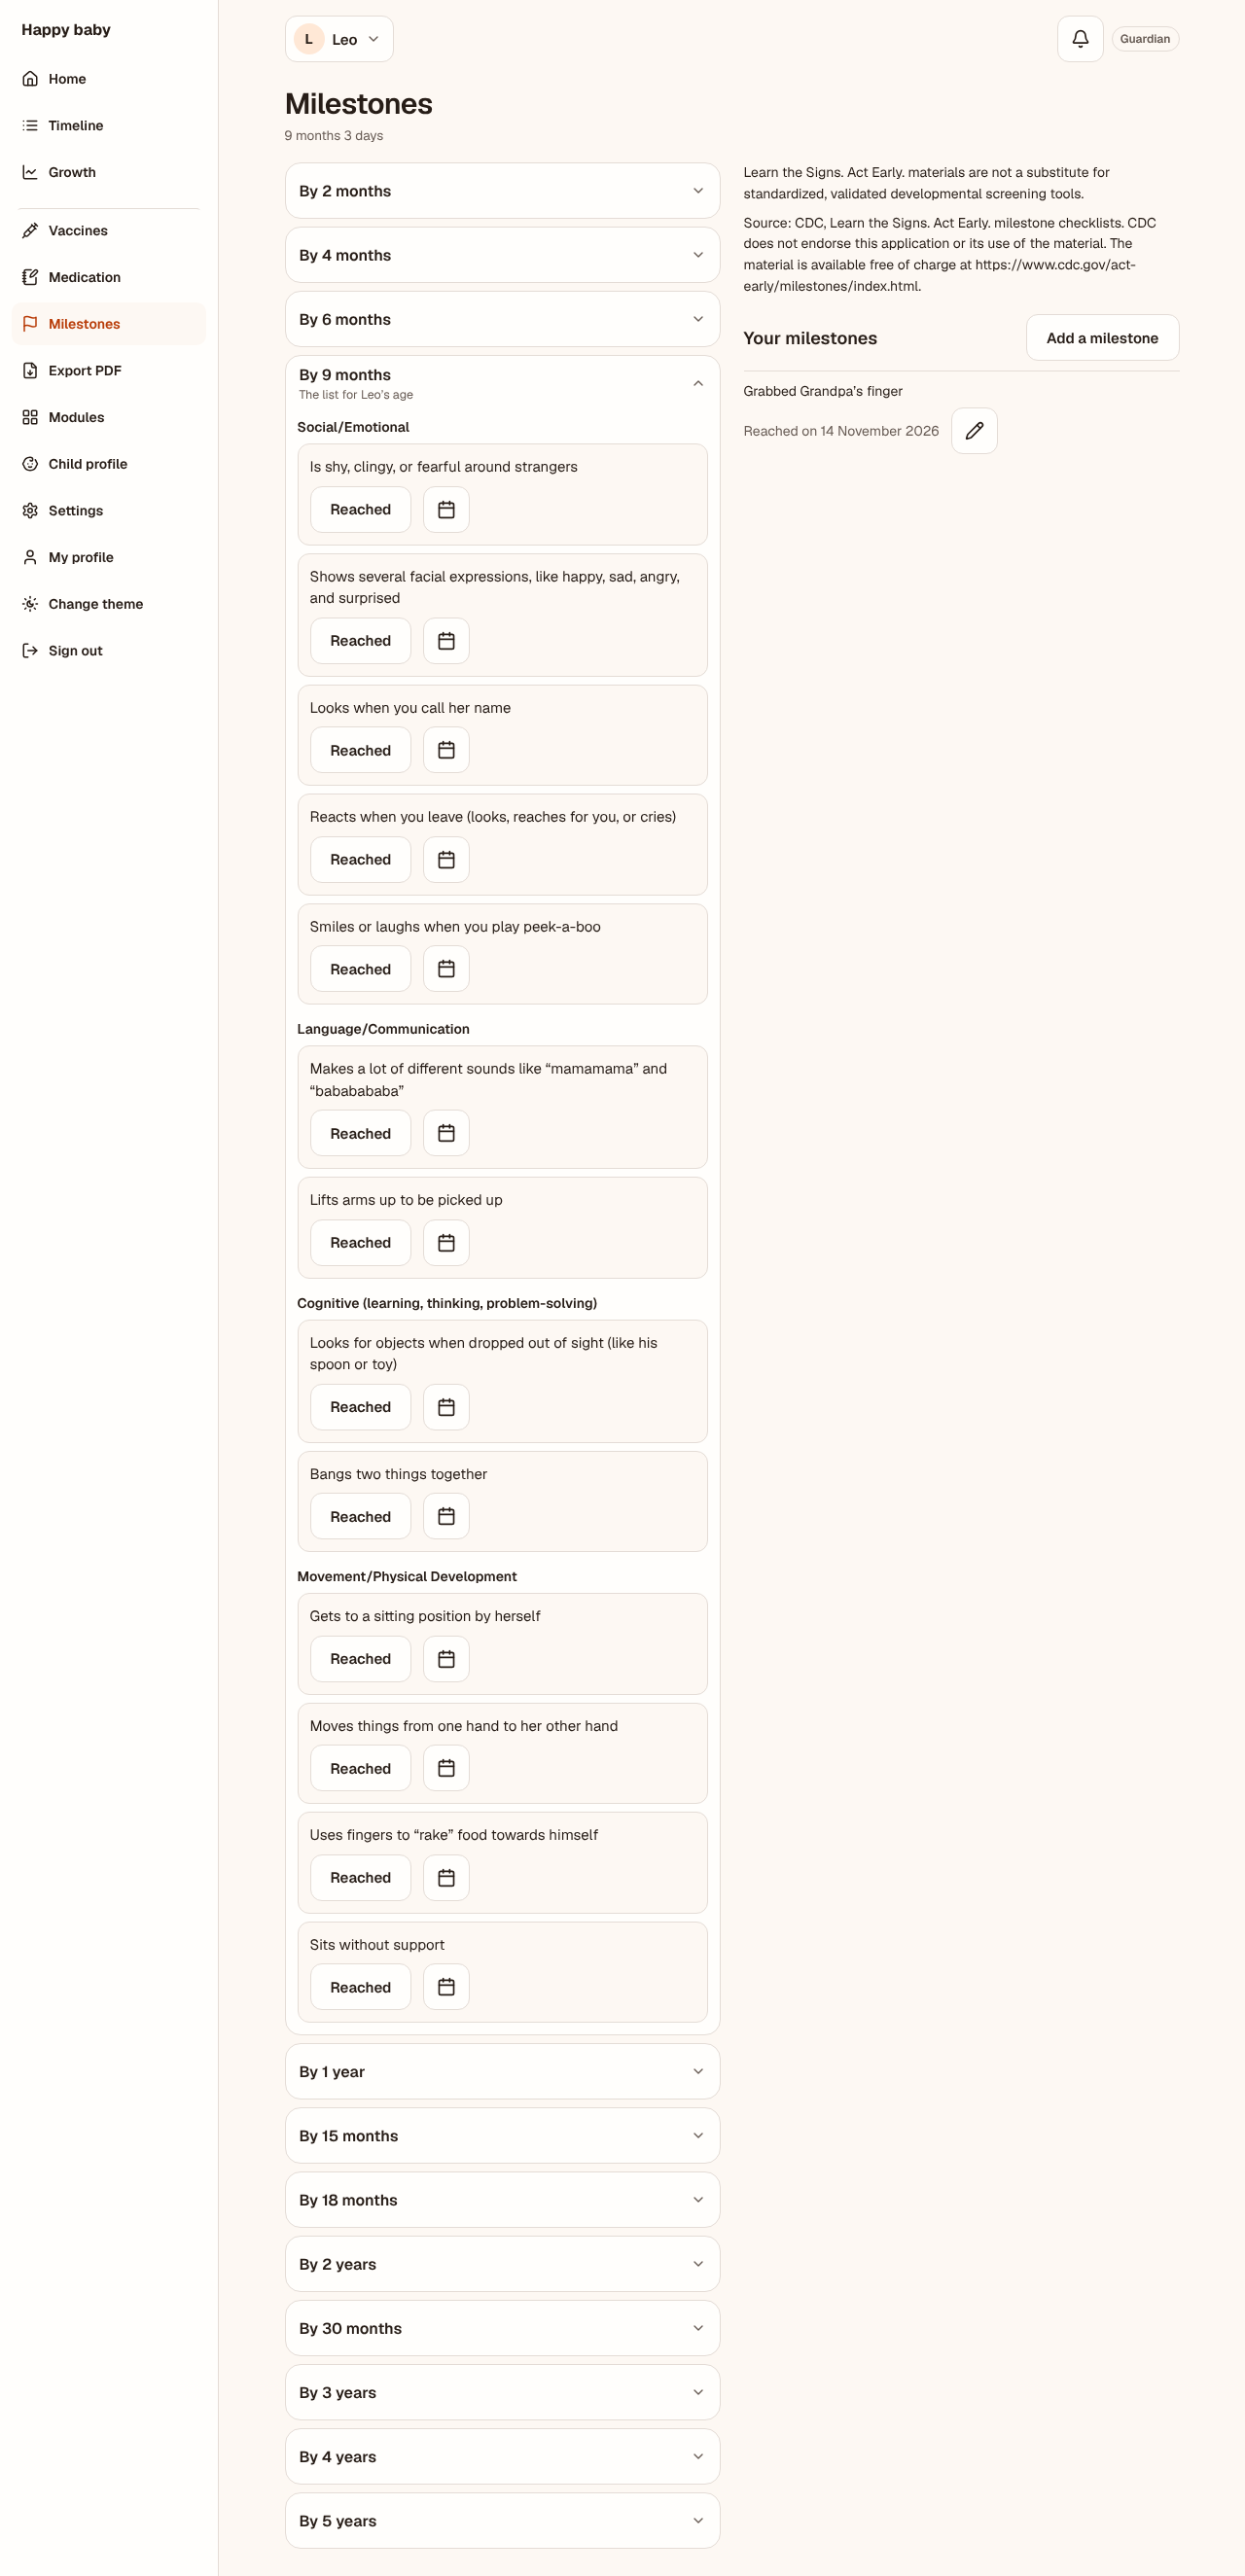 Happy baby
Home
Timeline
Growth
Vaccines
Medication
Milestones
Export PDF
Modules
Child profile
Settings
My profile
Change theme
Sign out
L Leo
Guardian
Milestones
9 months 3 days
By 2 months
By 4 months
By 6 months
By 9 months
The list for Leo’s age
Social/Emotional
Is shy, clingy, or fearful around strangers
Reached
Shows several facial expressions, like happy, sad, angry,
and surprised
Reached
Looks when you call her name
Reached
Reacts when you leave (looks, reaches for you, or cries)
Reached
Smiles or laughs when you play peek-a-boo
Reached
Language/Communication
Makes a lot of different sounds like “mamamama” and
“babababababa”
Reached
Lifts arms up to be picked up
Reached
Cognitive (learning, thinking, problem-solving)
Looks for objects when dropped out of sight (like his
spoon or toy)
Reached
Bangs two things together
Reached
Movement/Physical Development
Gets to a sitting position by herself
Reached
Moves things from one hand to her other hand
Reached
Uses fingers to “rake” food towards himself
Reached
Sits without support
Reached
By 1 year
By 15 months
By 18 months
By 2 years
By 30 months
By 3 years
By 4 years
By 5 years
Learn the Signs. Act Early. materials are not a substitute for
standardized, validated developmental screening tools.
Source: CDC, Learn the Signs. Act Early. milestone checklists. CDC
does not endorse this application or its use of the material. The
material is available free of charge at https://www.cdc.gov/act-
early/milestones/index.html.
Your milestones
Add a milestone
Grabbed Grandpa’s finger
Reached on 14 November 2026